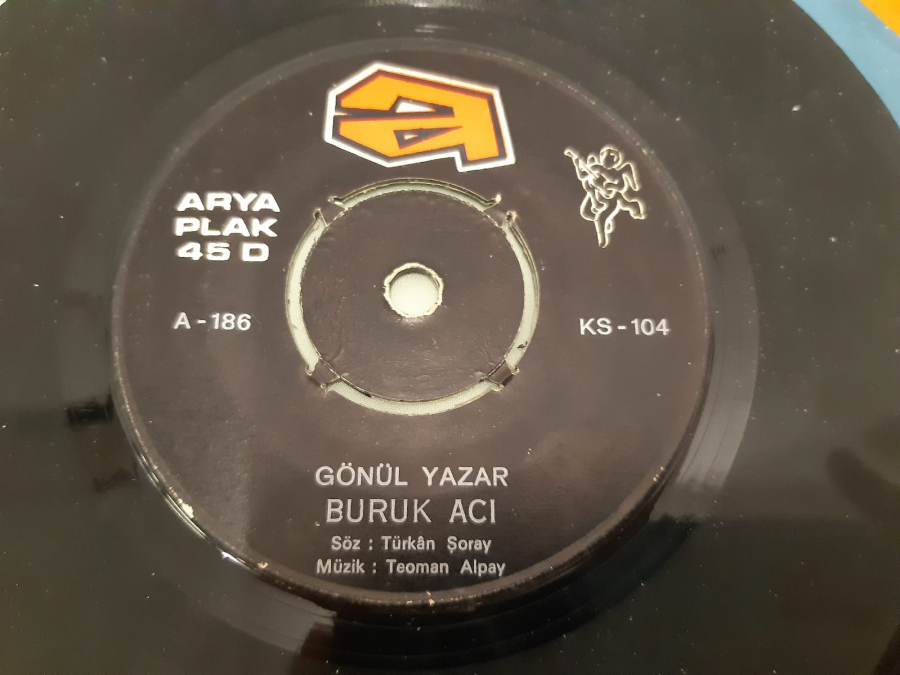 ARYA
PLAK
45 D
A - 186
KS - 104
GÖNÜL YAZAR
BURUK ACI
Söz : Türkân Şoray
Müzik : Teoman Alpay